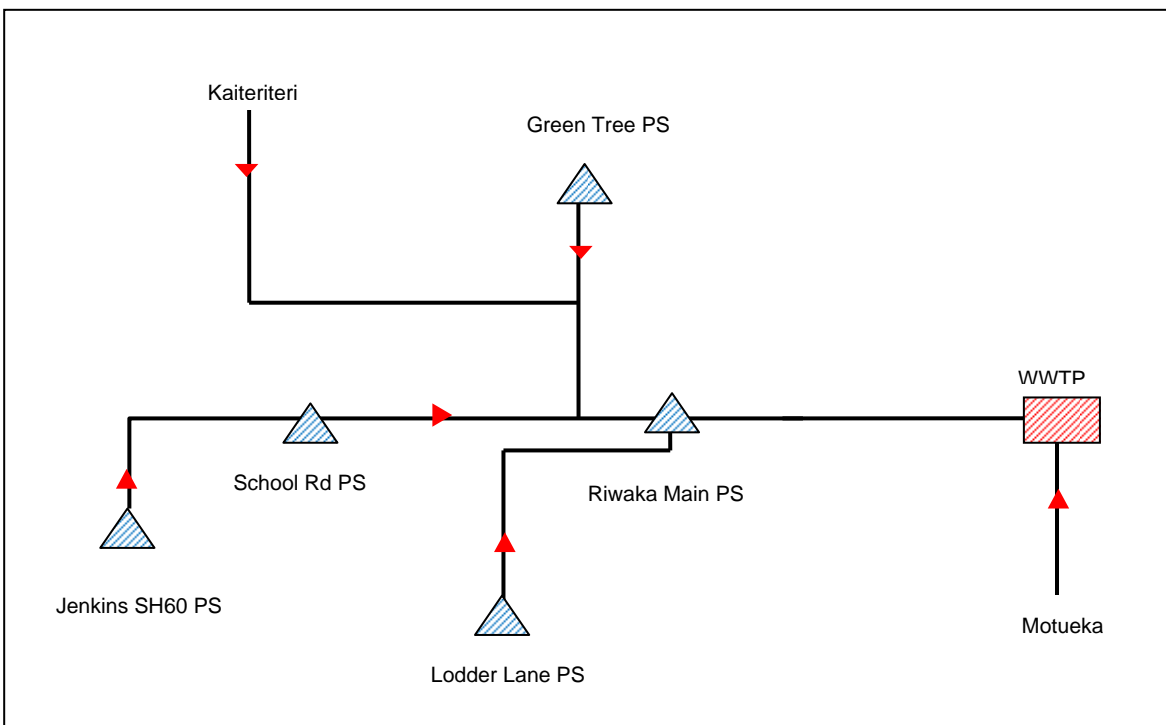 Kaiteriteri
Green Tree PS
WWTP
School Rd PS
Riwaka Main PS
Jenkins SH60 PS
Motueka
Lodder Lane PS